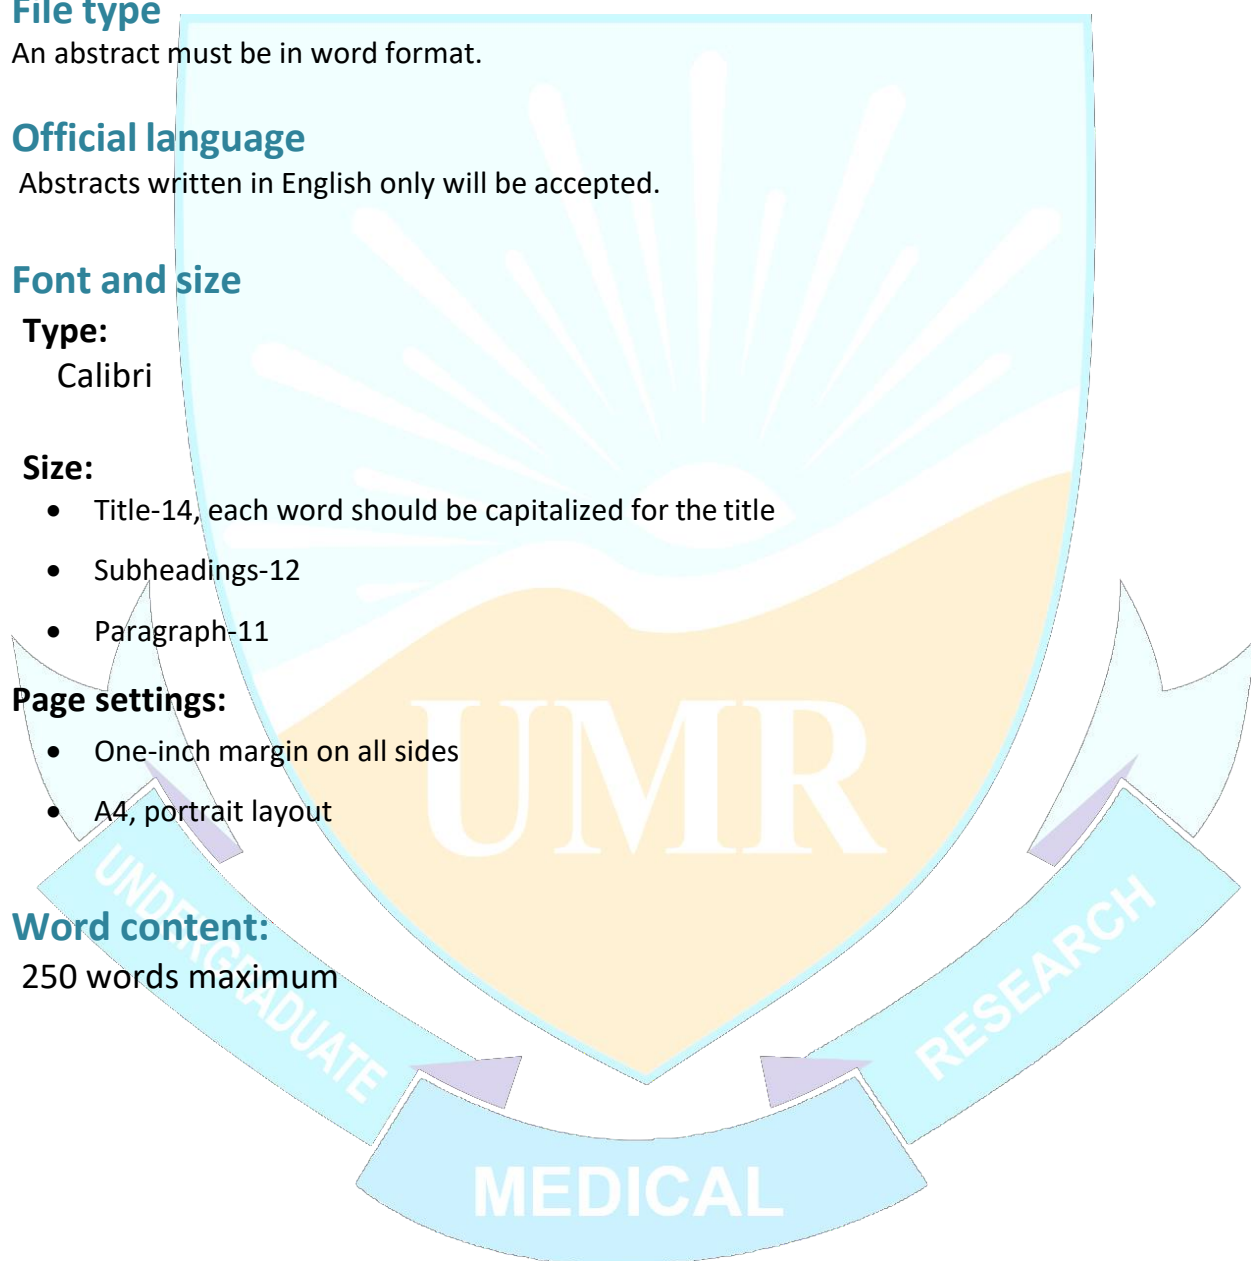 File type
An abstract must be in word format.
Official language
Abstracts written in English only will be accepted.
Font and size
Type:
Calibri
Size:
• Title-14, each word should be capitalized for the title
• Subheadings-12
• Paragraph-11
Page settings:
• One-inch margin on all sides
• A4, portrait layout
Word content:
250 words maximum
UMR
UNDERGRADUATE
MEDICAL
RESEARCH